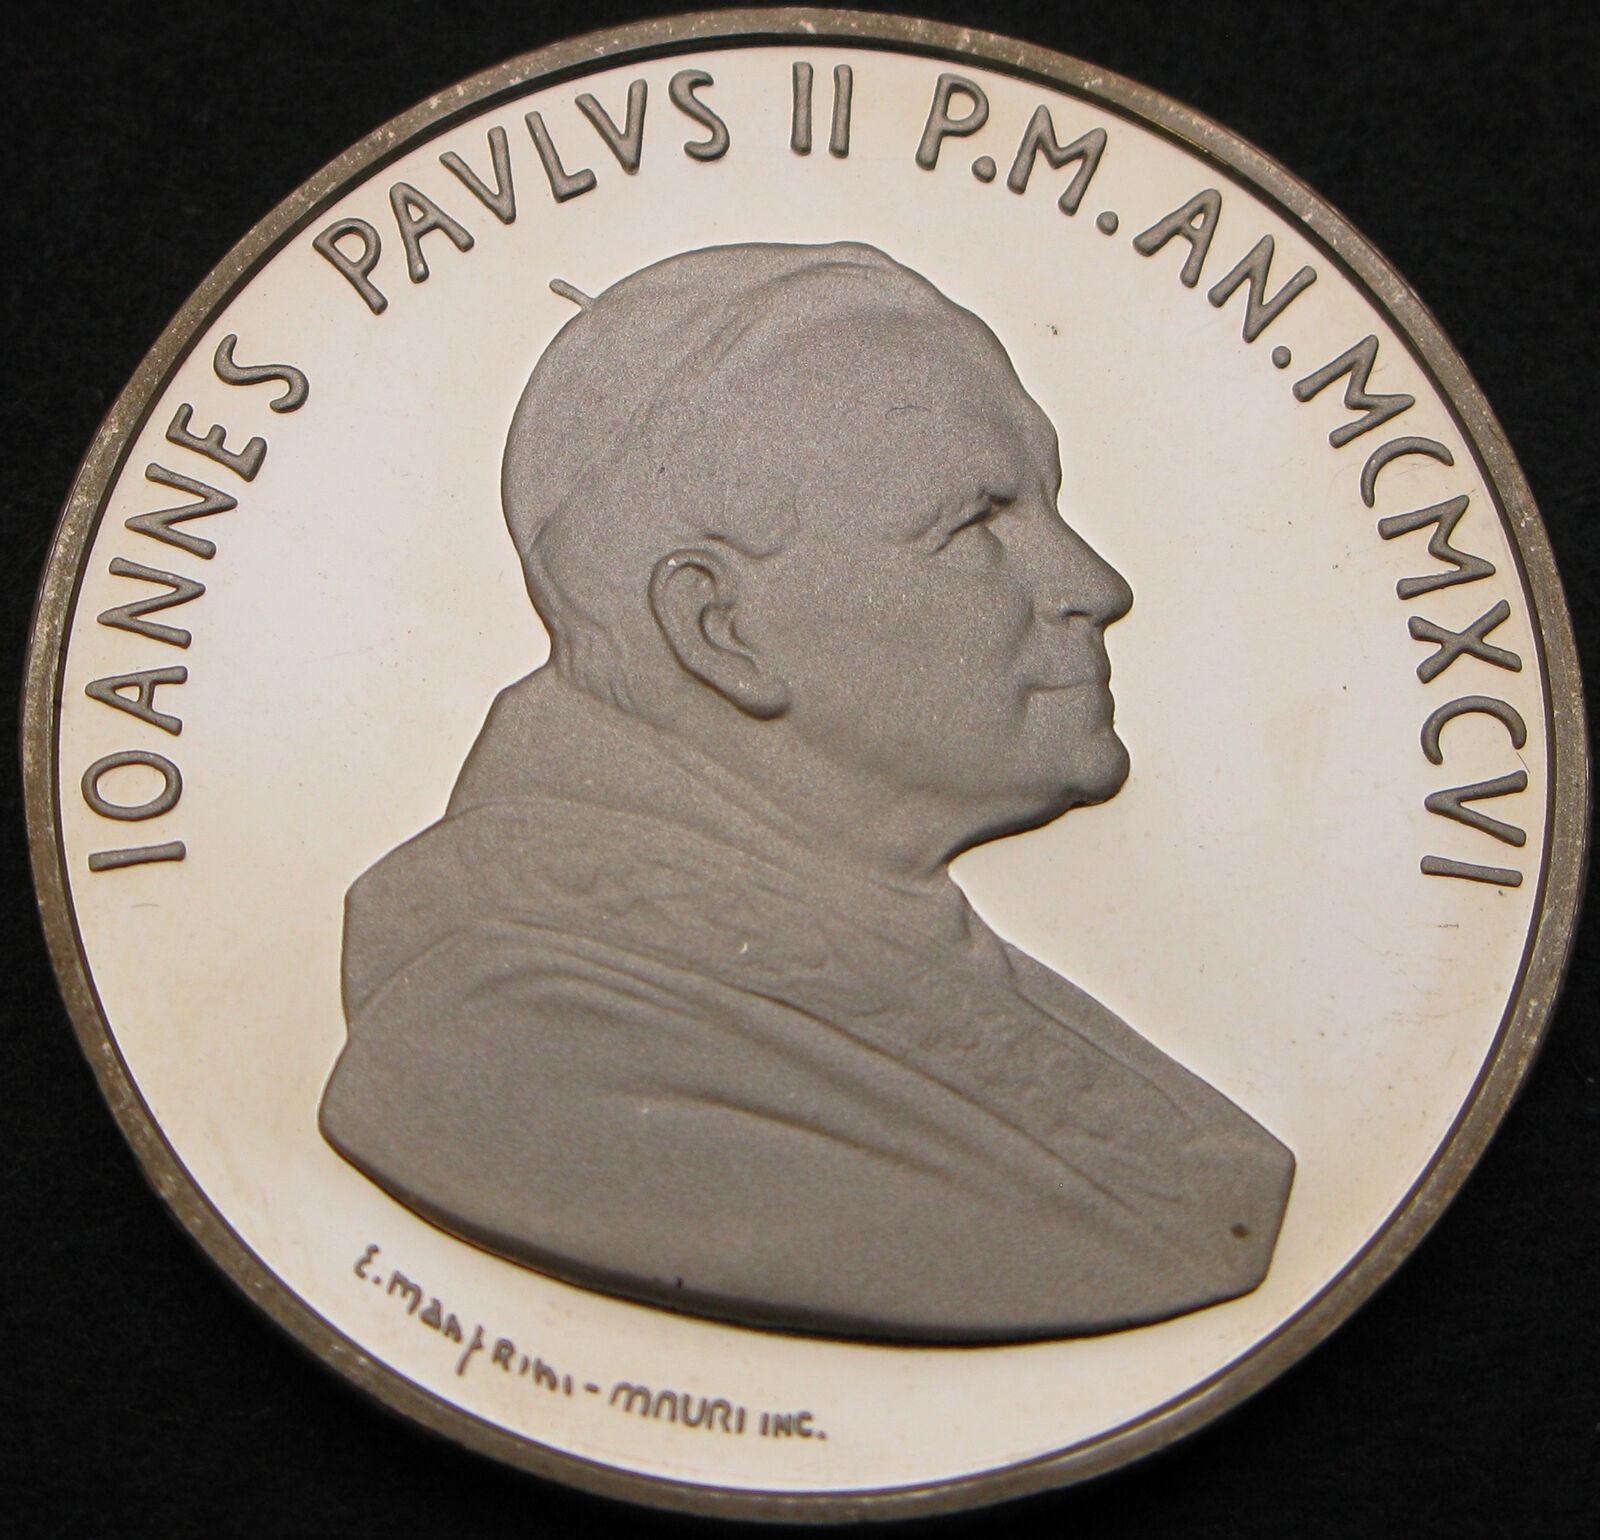 IOANNES PAVLVS II P.M. AN. MCMXCVI
E. MANFRINI - MAURI INC.